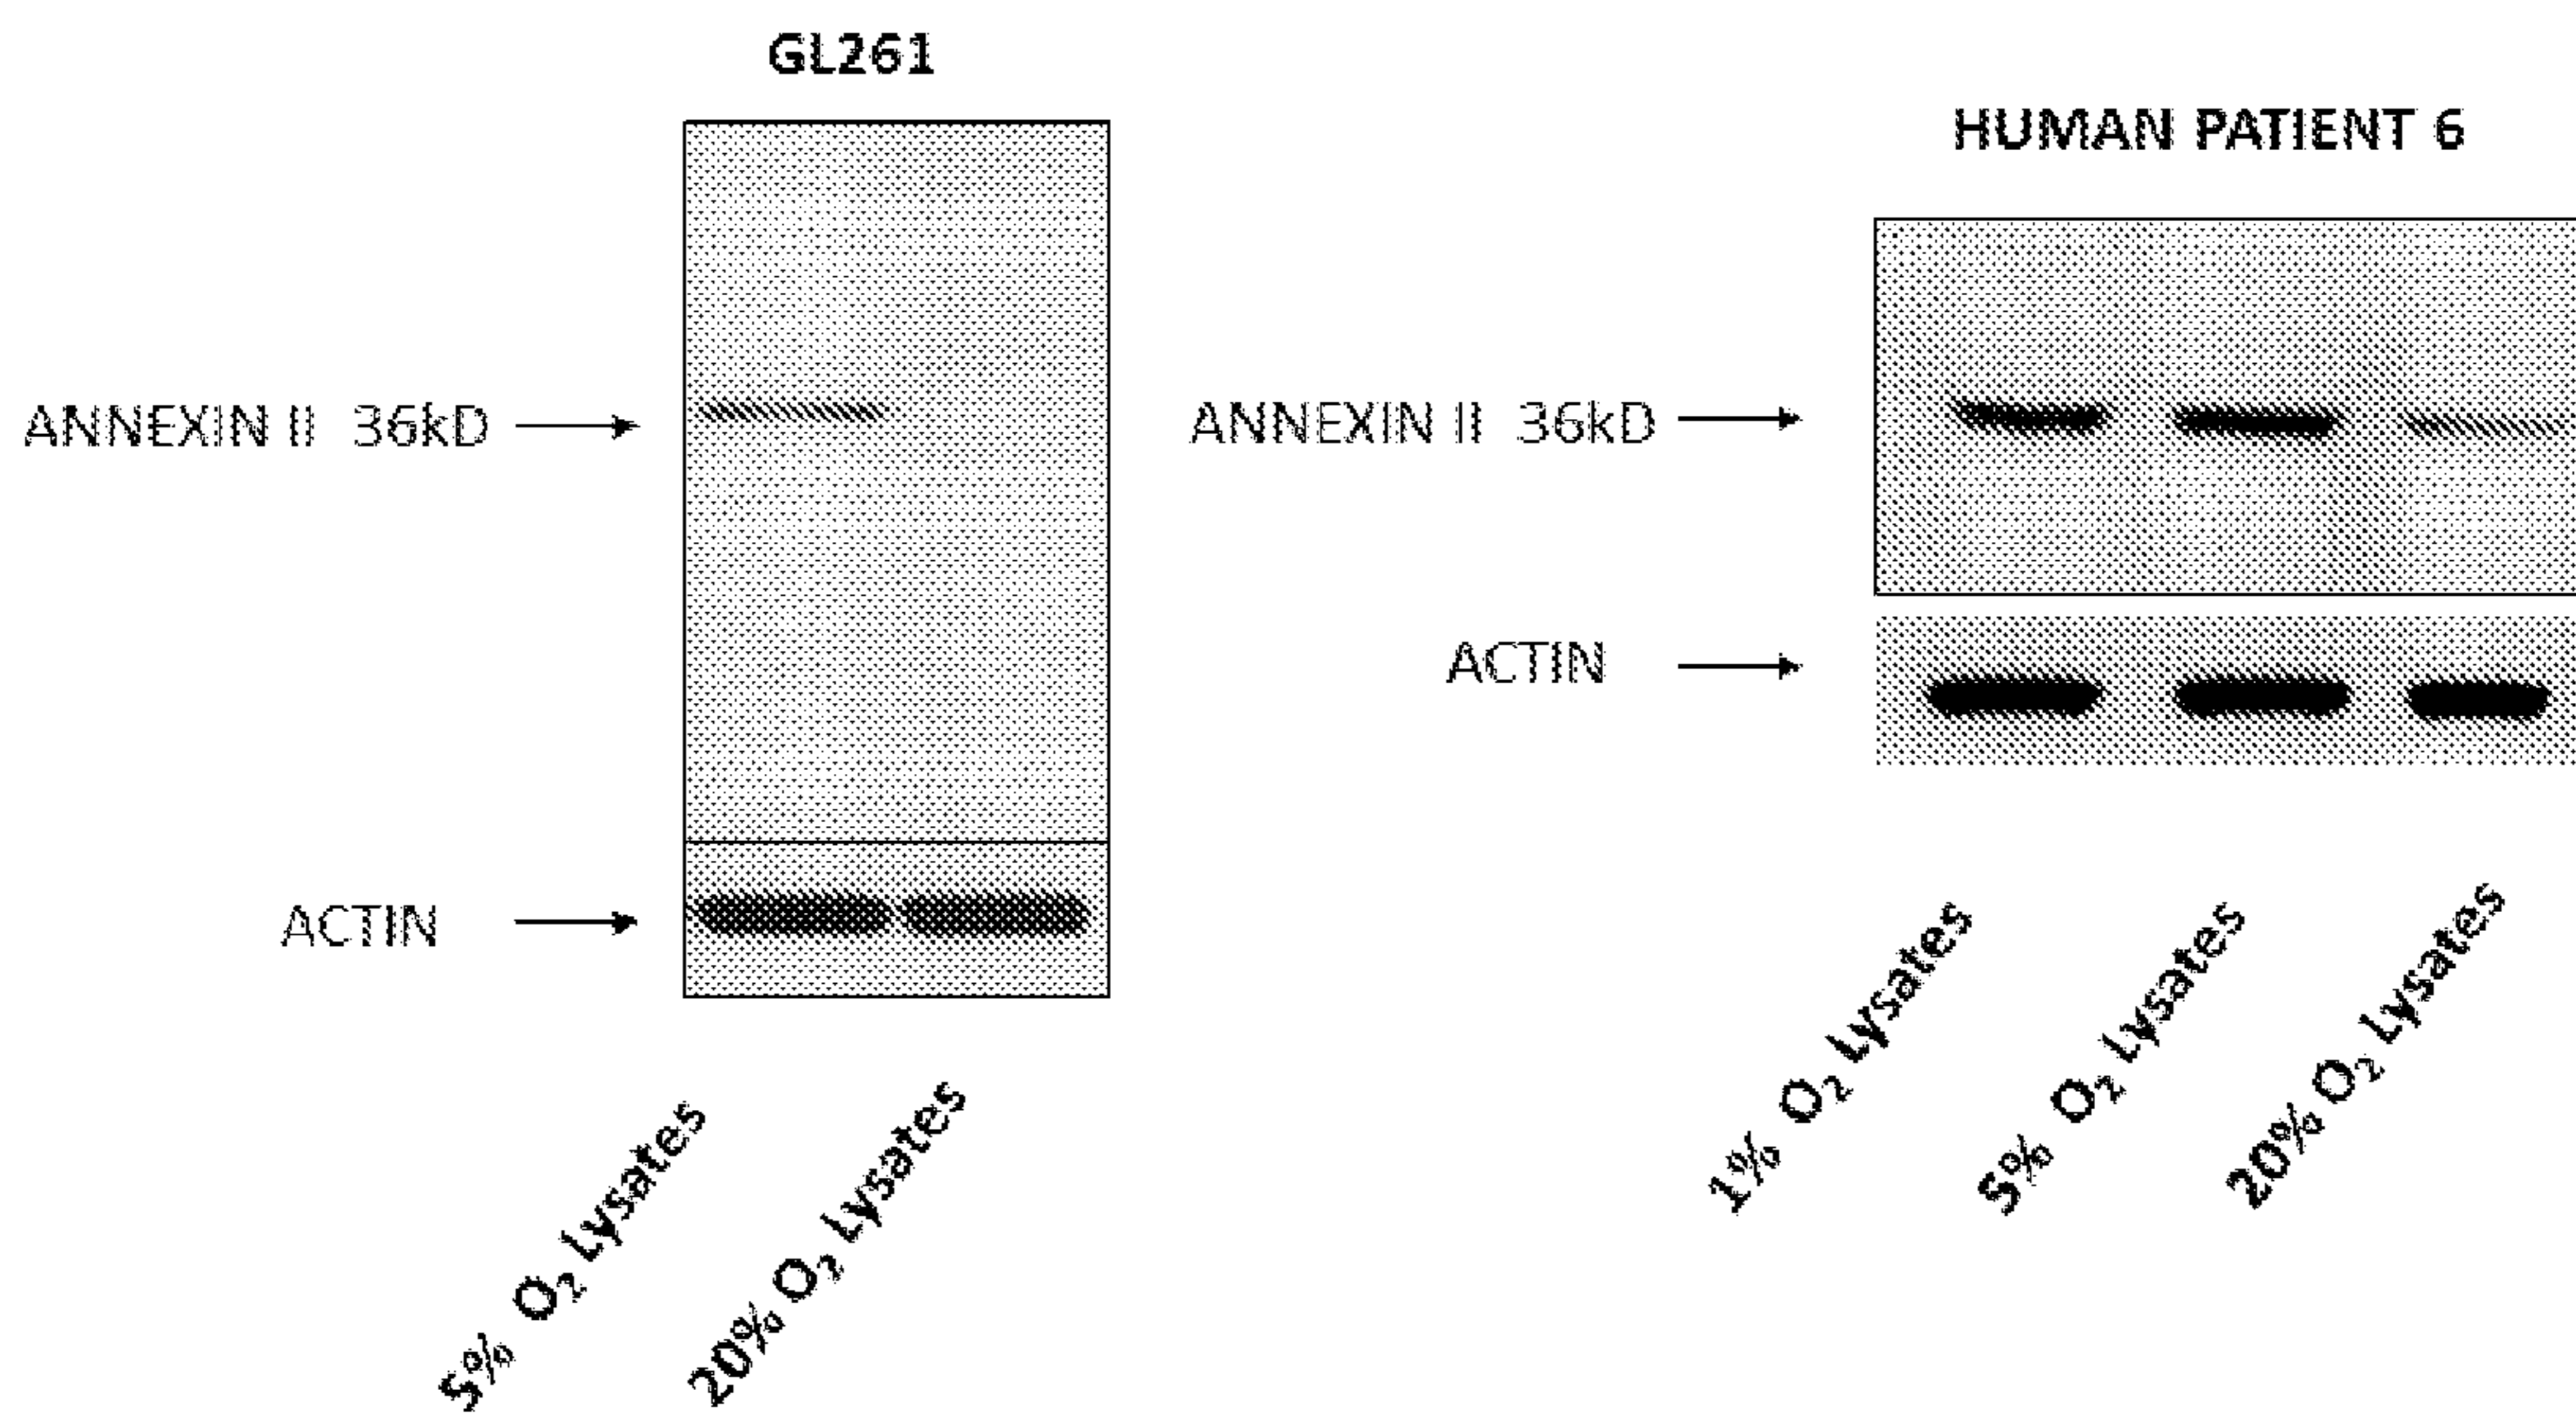 GL261
ANNEXIN II 36kD
ACTIN
5% O₂ Lysates
20% O₂ Lysates
HUMAN PATIENT 6
ANNEXIN II 36kD
ACTIN
1% O₂ Lysates
5% O₂ Lysates
20% O₂ Lysates